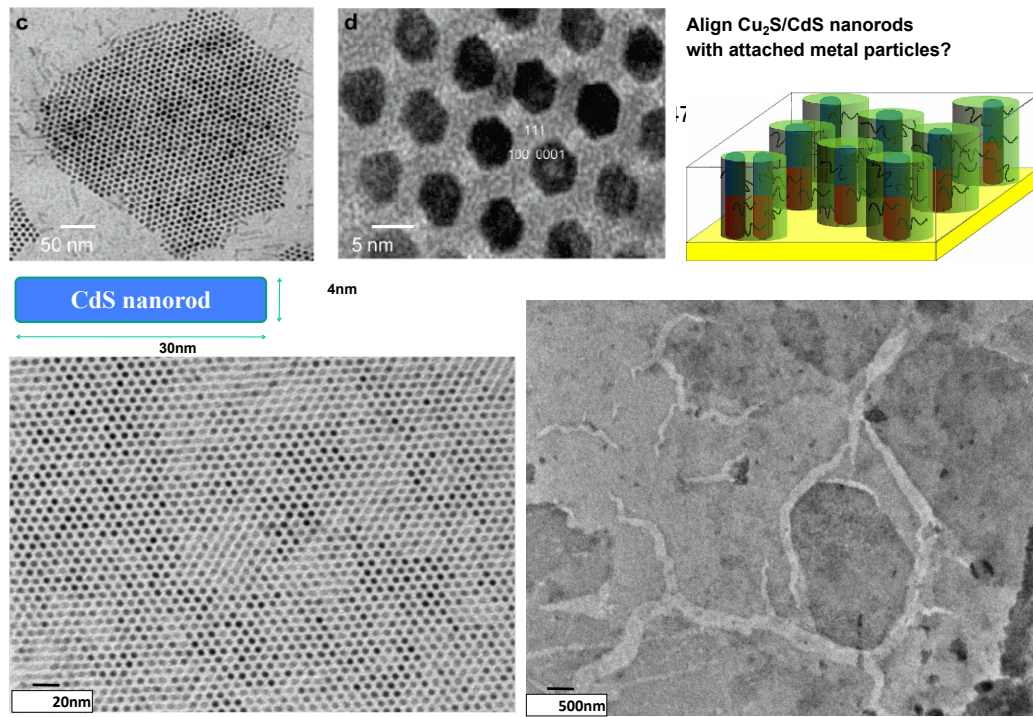 c
d
Align Cu₂S/CdS nanorods
with attached metal particles?
47
111
100 0001
50 nm
5 nm
CdS nanorod
4nm
30nm
20nm
500nm